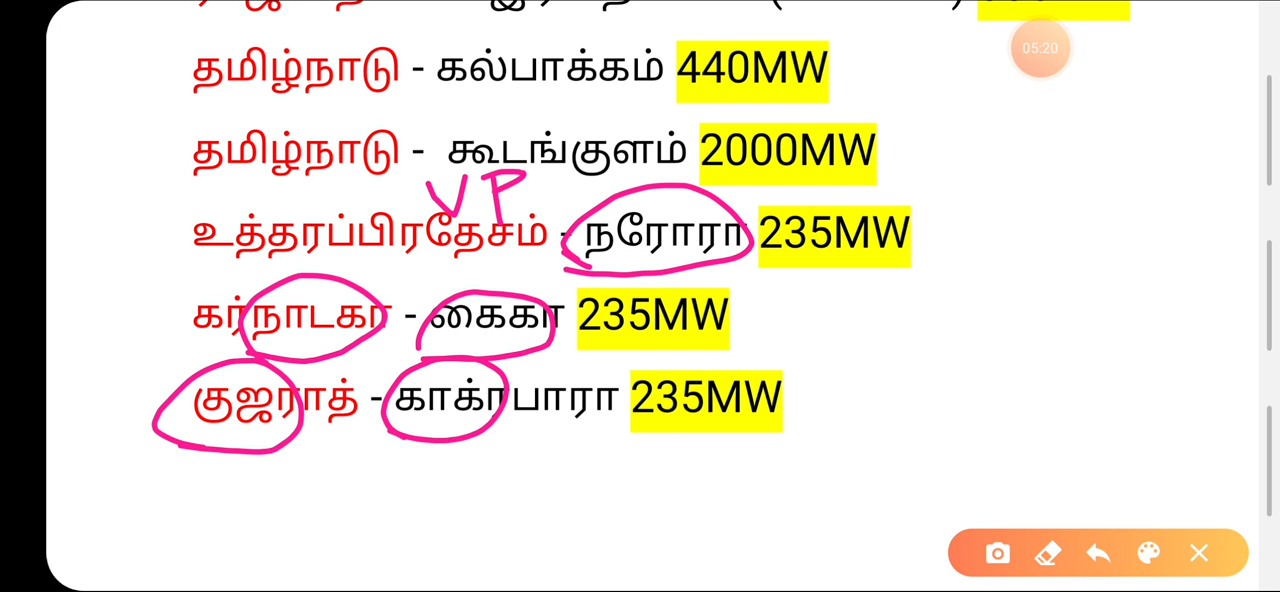 05:20
தமிழ்நாடு - கல்பாக்கம் 440MW
தமிழ்நாடு - கூடங்குளம் 2000MW
UP
உத்தரப்பிரதேசம் - நரோரா 235MW
கர்நாடகா - கைகா 235MW
குஜராத் - காக்ரபாரா 235MW